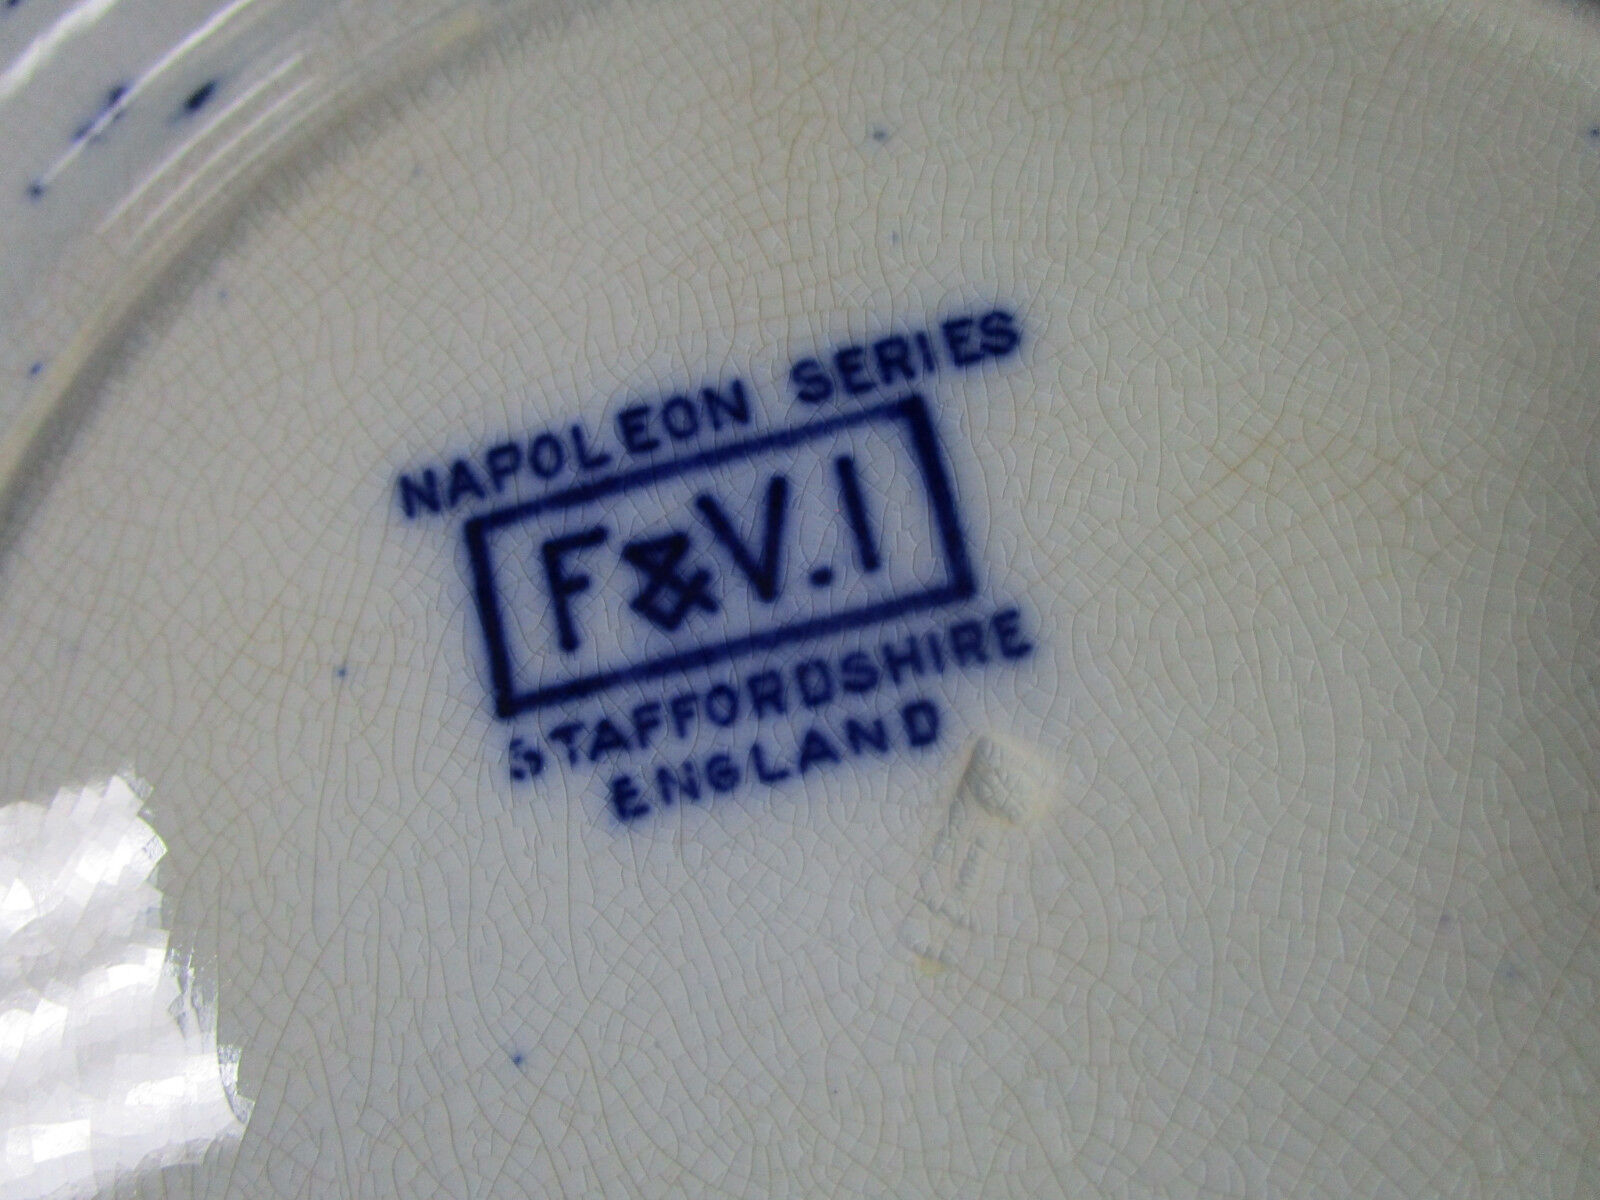 NAPOLEON SERIES
F&V.I
STAFFORDSHIRE
ENGLAND